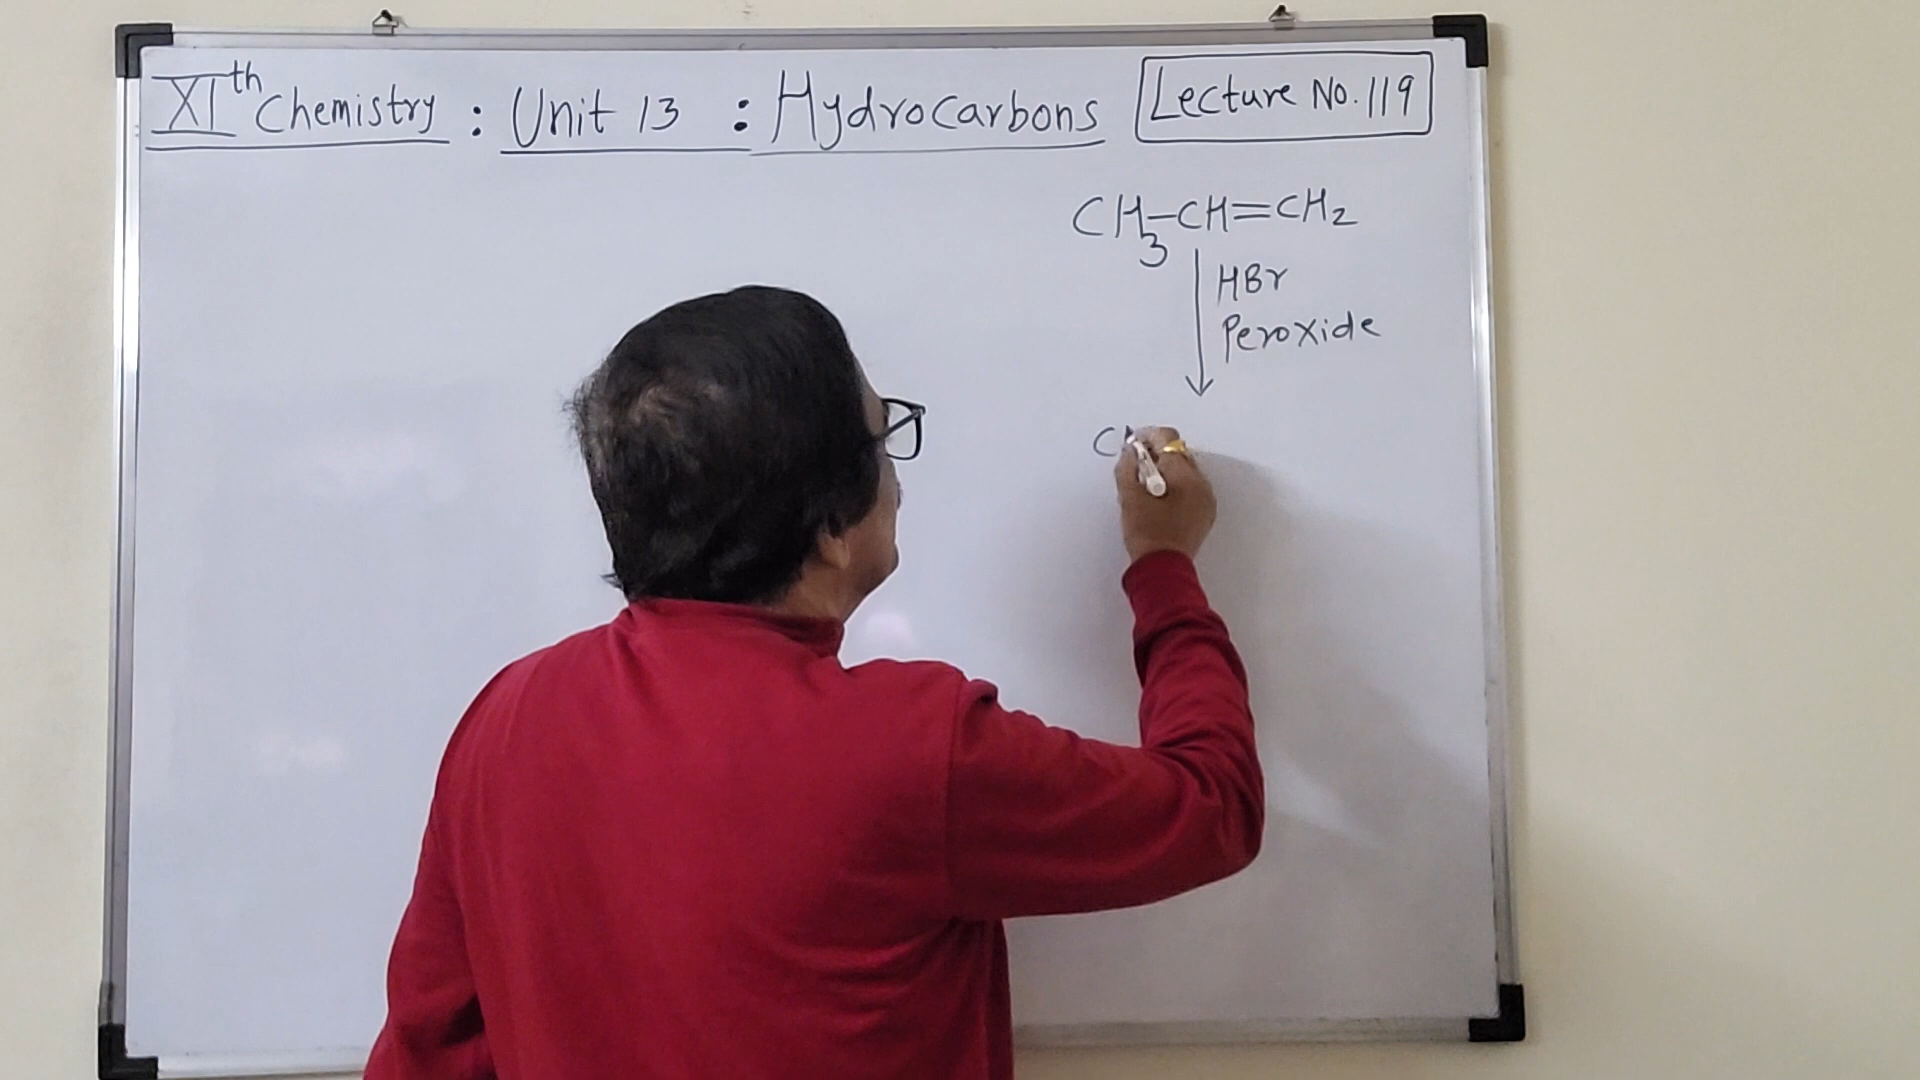 XIth Chemistry : Unit 13 : Hydrocarbons Lecture No. 119
CH3–CH=CH2
HBr
Peroxide
C